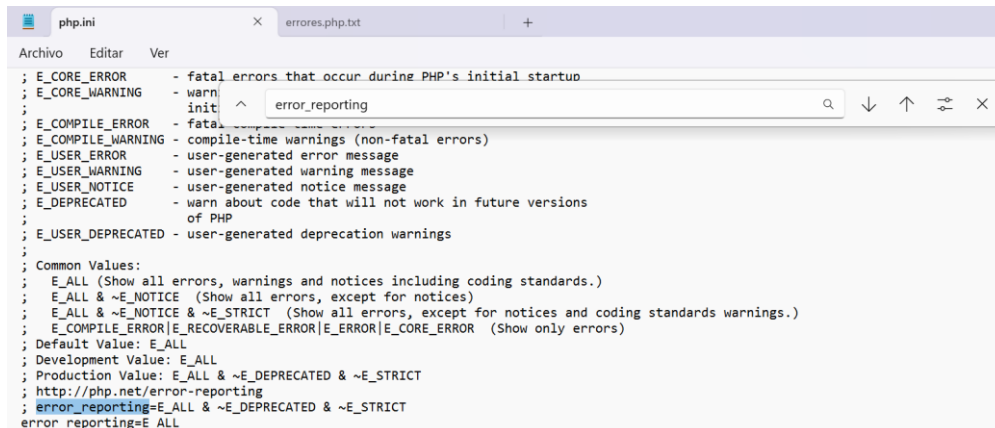 php.ini
errores.php.txt
Archivo Editar Ver
; E_CORE_ERROR - fatal errors that occur during PHP's initial startup
; E_CORE_WARNING - warn
error_reporting
; init
; E_COMPILE_ERROR - fatal compile-time errors
; E_COMPILE_WARNING - compile-time warnings (non-fatal errors)
; E_USER_ERROR - user-generated error message
; E_USER_WARNING - user-generated warning message
; E_USER_NOTICE - user-generated notice message
; E_DEPRECATED - warn about code that will not work in future versions
; of PHP
; E_USER_DEPRECATED - user-generated deprecation warnings
;
; Common Values:
; E_ALL (Show all errors, warnings and notices including coding standards.)
; E_ALL & ~E_NOTICE (Show all errors, except for notices)
; E_ALL & ~E_NOTICE & ~E_STRICT (Show all errors, except for notices and coding standards warnings.)
; E_COMPILE_ERROR|E_RECOVERABLE_ERROR|E_ERROR|E_CORE_ERROR (Show only errors)
; Default Value: E_ALL
; Development Value: E_ALL
; Production Value: E_ALL & ~E_DEPRECATED & ~E_STRICT
; http://php.net/error-reporting
; error_reporting=E_ALL & ~E_DEPRECATED & ~E_STRICT
error_reporting=E_ALL